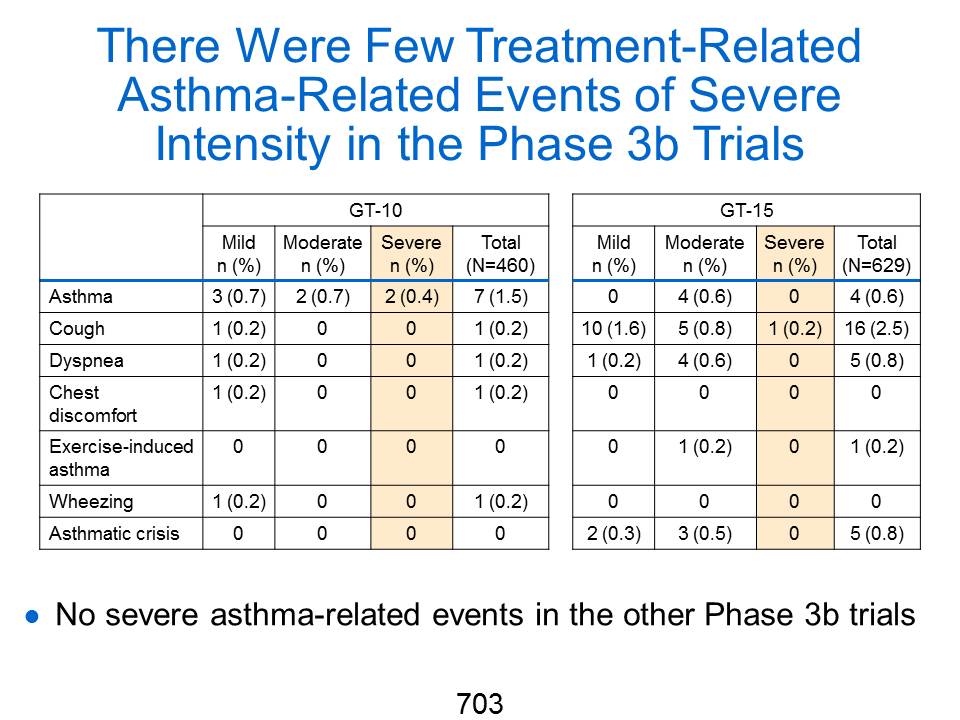 There Were Few Treatment-Related
Asthma-Related Events of Severe
Intensity in the Phase 3b Trials
GT-10 GT-15
Mild Moderate Severe Total Mild Moderate Severe Total
n (%) n (%) n (%) (N=460) n (%) n (%) n (%) (N=629)
Asthma 3 (0.7) 2 (0.7) 2 (0.4) 7 (1.5) 0 4 (0.6) 0 4 (0.6)
Cough 1 (0.2) 0 0 1 (0.2) 10 (1.6) 5 (0.8) 1 (0.2) 16 (2.5)
Dyspnea 1 (0.2) 0 0 1 (0.2) 1 (0.2) 4 (0.6) 0 5 (0.8)
Chest 1 (0.2) 0 0 1 (0.2) 0 0 0 0
discomfort
Exercise-induced 0 0 0 0 0 1 (0.2) 0 1 (0.2)
asthma
Wheezing 1 (0.2) 0 0 1 (0.2) 0 0 0 0
Asthmatic crisis 0 0 0 0 2 (0.3) 3 (0.5) 0 5 (0.8)
● No severe asthma-related events in the other Phase 3b trials
703